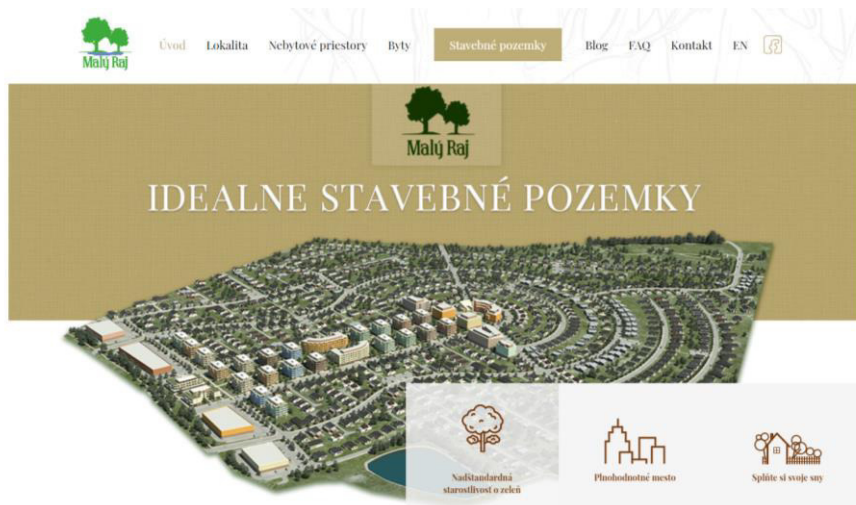 Malý Raj
Úvod Lokalita Nebytové priestory Byty Stavebné pozemky Blog FAQ Kontakt EN
Malý Raj
IDEALNE STAVEBNÉ POZEMKY
Nadštandardná
starostlivosť o zeleň
Plnohodnotné mesto
Splňte si svoje sny